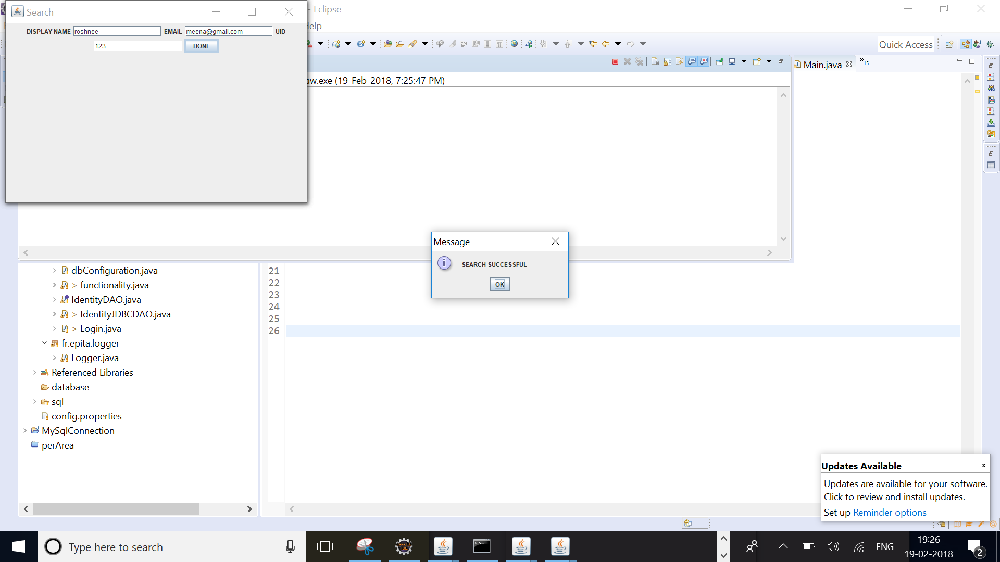 Search
DISPLAY NAME roshnee EMAIL meena@gmail.com UID
123 DONE
- Eclipse
Help
Quick Access
aw.exe (19-Feb-2018, 7:25:47 PM)
Main.java
»15
Message
SEARCH SUCCESSFUL
OK
dbConfiguration.java
> functionality.java
IdentityDAO.java
> IdentityJDBCDAO.java
> Login.java
fr.epita.logger
Logger.java
Referenced Libraries
database
sql
config.properties
MySqlConnection
perArea
21
22
23
24
25
26
Updates Available
Updates are available for your software.
Click to review and install updates.
Set up Reminder options
Type here to search
ENG
19:26
19-02-2018
2